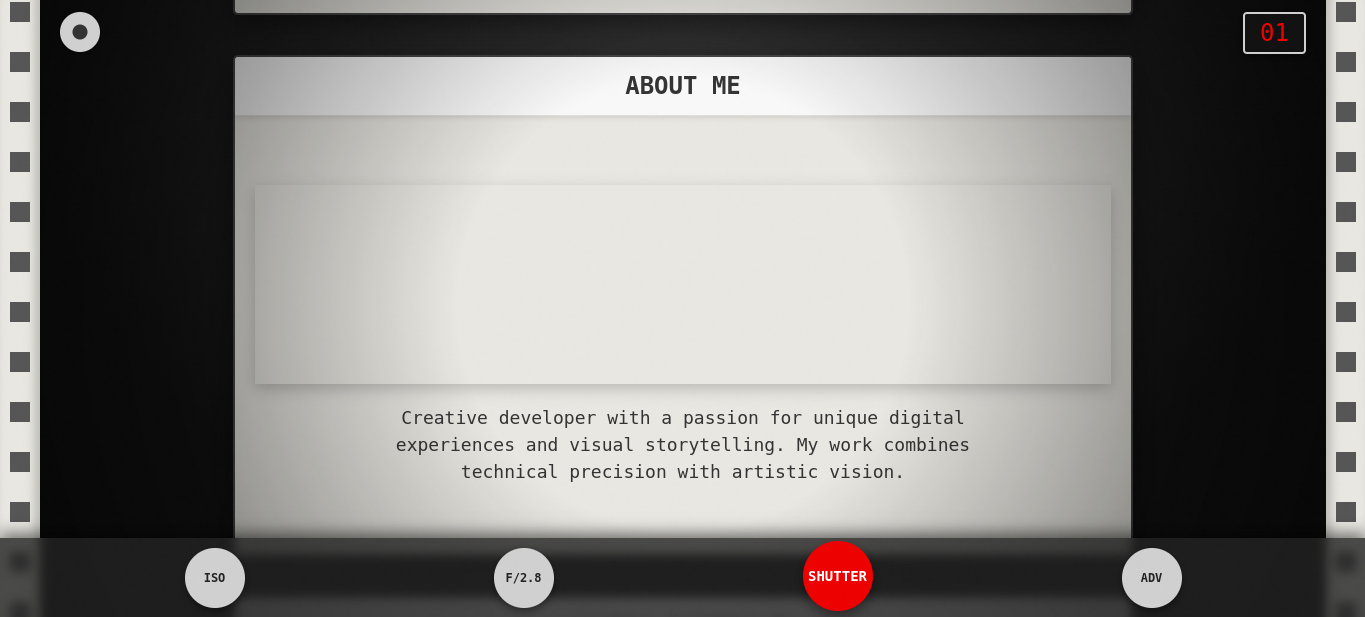 01
ABOUT ME
Creative developer with a passion for unique digital
experiences and visual storytelling. My work combines
technical precision with artistic vision.
ISO
F/2.8
SHUTTER
ADV